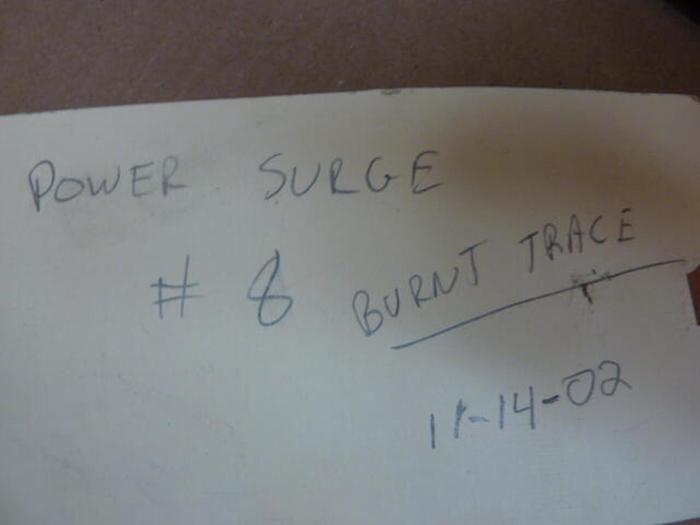 POWER SURGE
# 8 BURNT TRACE
11-14-02